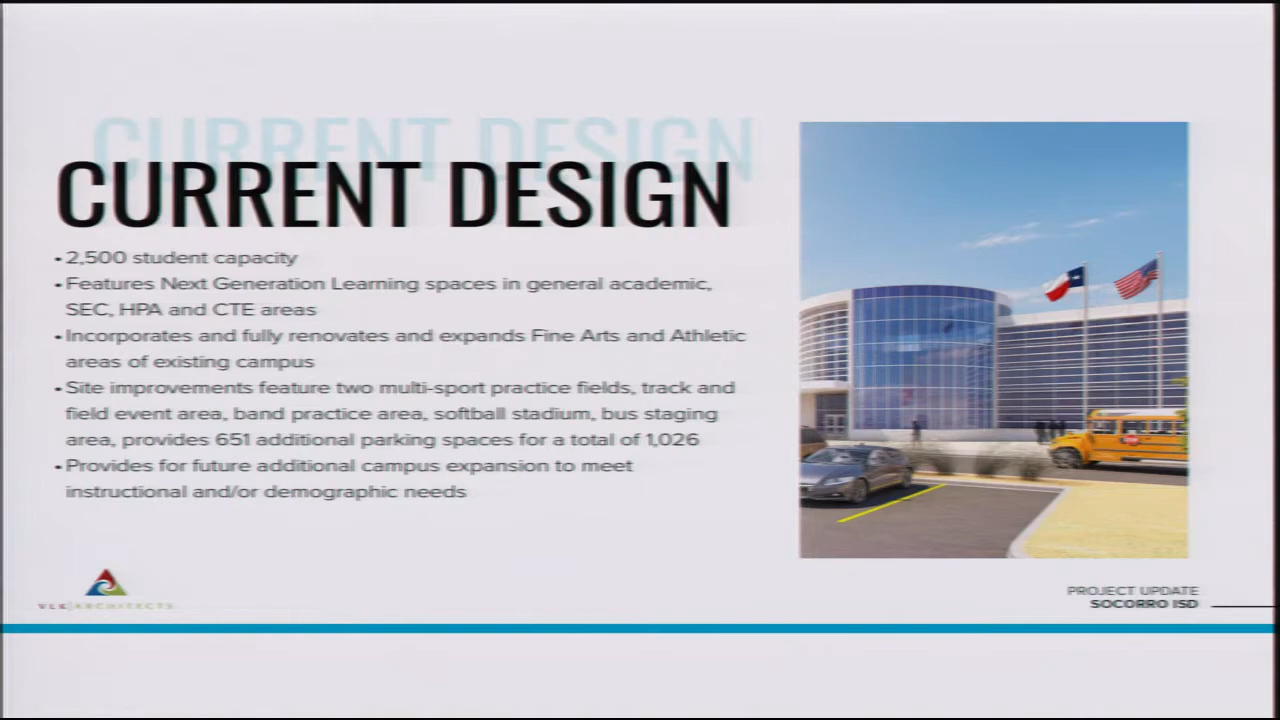 CURRENT DESIGN
CURRENT DESIGN
• 2,500 student capacity
• Features Next Generation Learning spaces in general academic,
SEC, HPA and CTE areas
• Incorporates and fully renovates and expands Fine Arts and Athletic
areas of existing campus
• Site improvements feature two multi-sport practice fields, track and
field event area, band practice area, softball stadium, bus staging
area, provides 651 additional parking spaces for a total of 1,026
• Provides for future additional campus expansion to meet
instructional and/or demographic needs
VLK|ARCHITECTS
PROJECT UPDATE
SOCORRO ISD